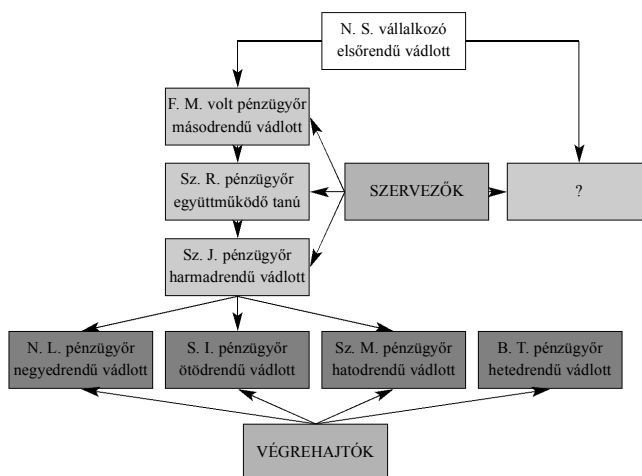 N. S. vállalkozó
elsőrendű vádlott
F. M. volt pénzügyőr
másodrendű vádlott
Sz. R. pénzügyőr
együttműködő tanú
SZERVEZŐK
?
Sz. J. pénzügyőr
harmadrendű vádlott
N. L. pénzügyőr
negyedrendű vádlott
S. I. pénzügyőr
ötödrendű vádlott
Sz. M. pénzügyőr
hatodrendű vádlott
B. T. pénzügyőr
hetedrendű vádlott
VÉGREHAJTÓK